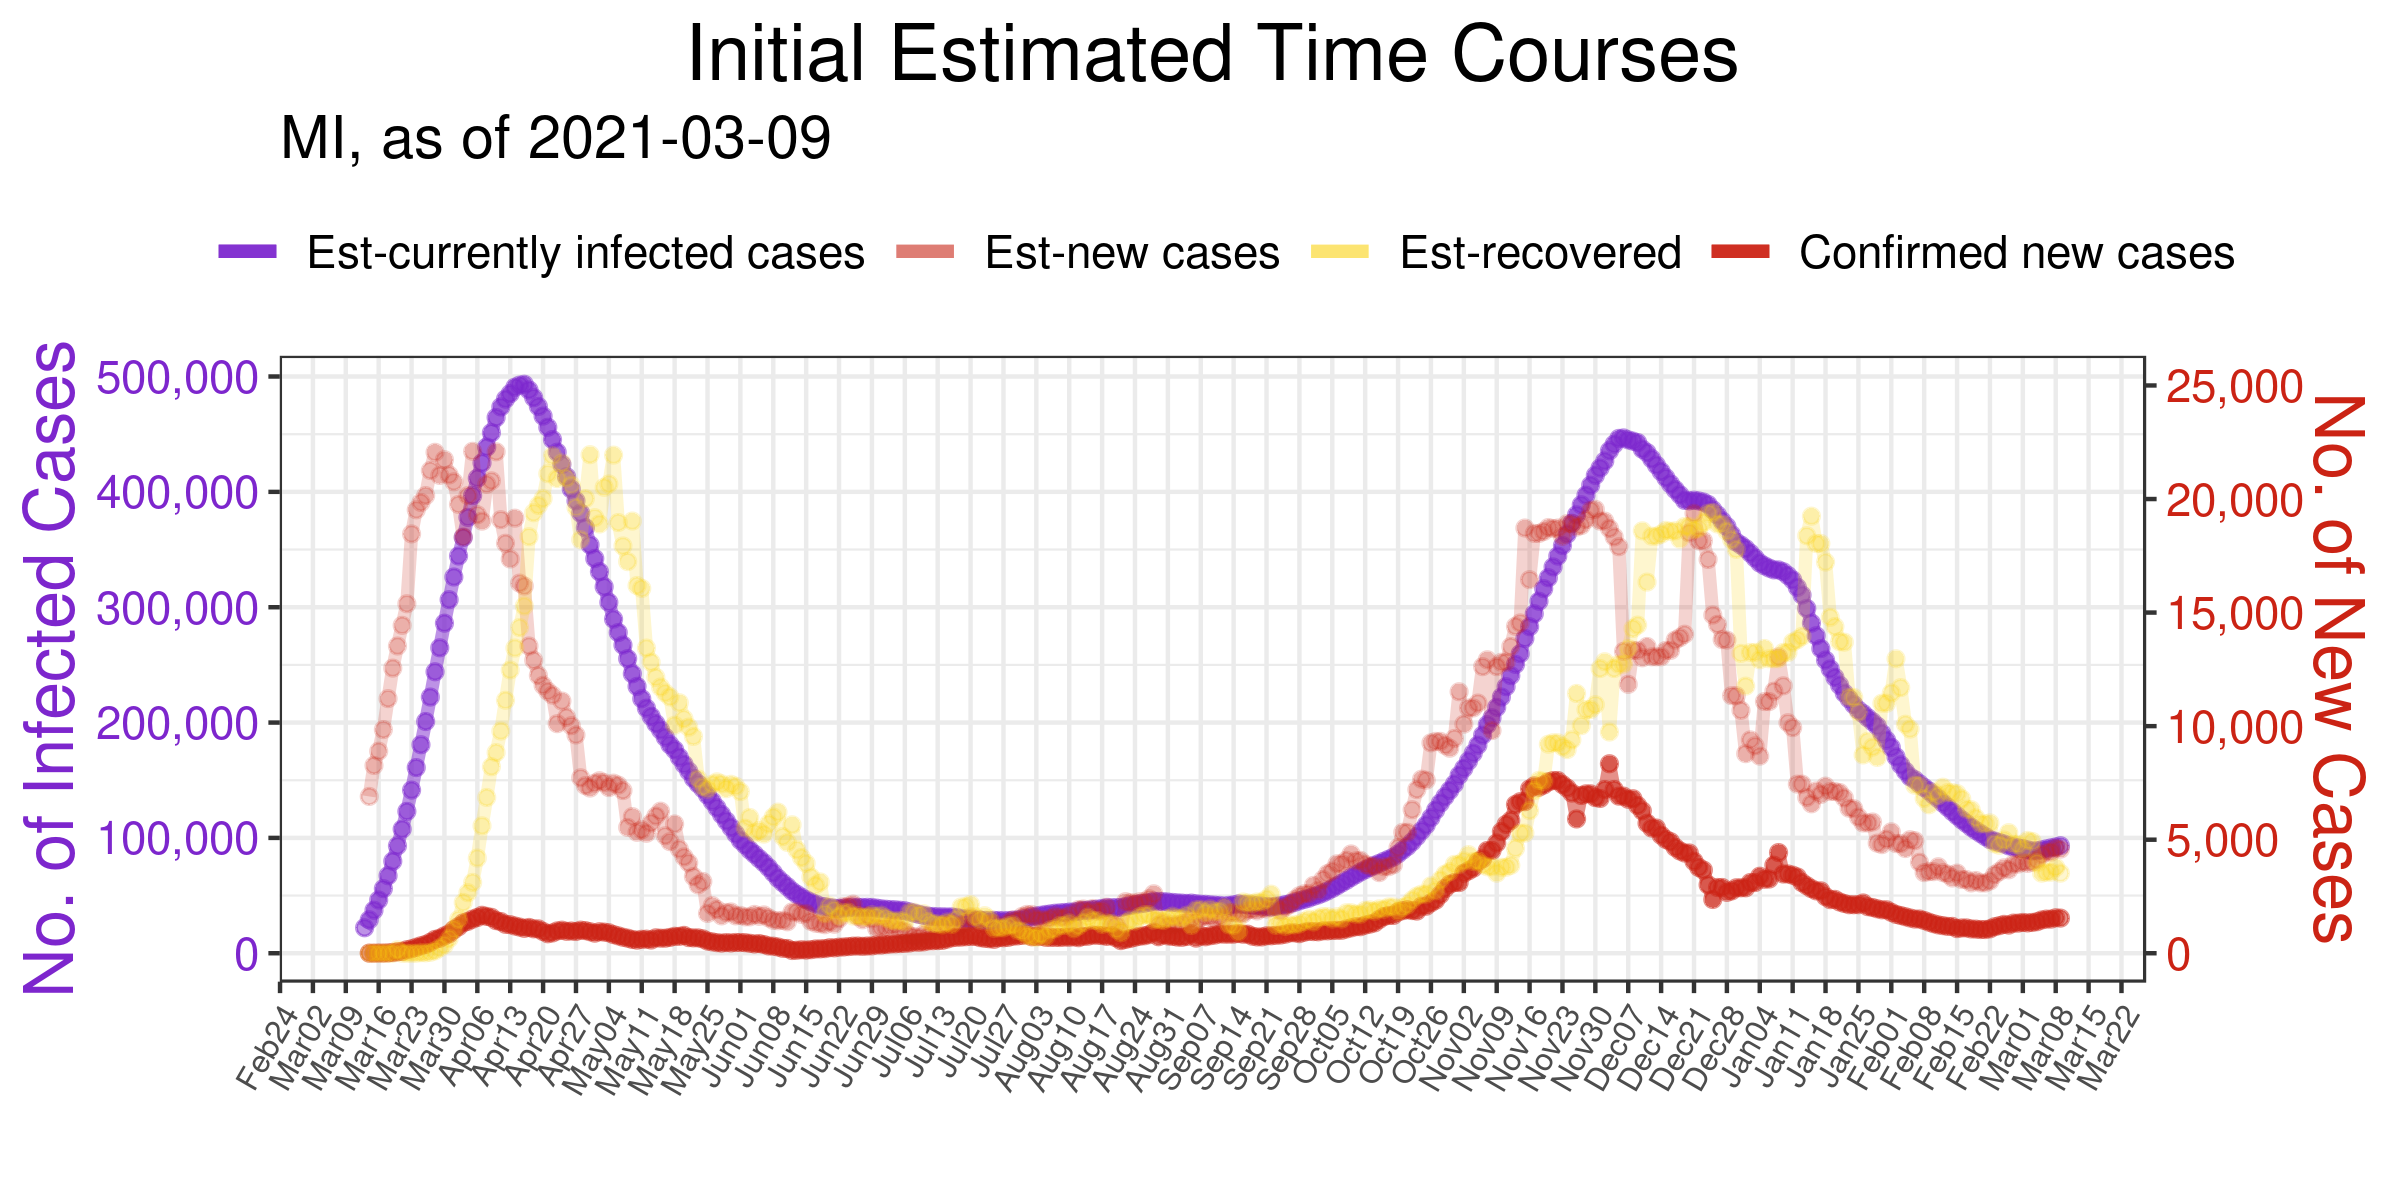 Initial Estimated Time Courses
MI, as of 2021-03-09
Est-currently infected cases
Est-new cases
Est-recovered
Confirmed new cases
No. of Infected Cases
500,000
400,000
300,000
200,000
100,000
0
25,000
20,000
15,000
10,000
5,000
0
No. of New Cases
Feb24
Mar02
Mar09
Mar16
Mar23
Mar30
Apr06
Apr13
Apr20
Apr27
May04
May11
May18
May25
Jun01
Jun08
Jun15
Jun22
Jun29
Jul06
Jul13
Jul20
Jul27
Aug03
Aug10
Aug17
Aug24
Aug31
Sep07
Sep14
Sep21
Sep28
Oct05
Oct12
Oct19
Oct26
Nov02
Nov09
Nov16
Nov23
Nov30
Dec07
Dec14
Dec21
Dec28
Jan04
Jan11
Jan18
Jan25
Feb01
Feb08
Feb15
Feb22
Mar01
Mar08
Mar15
Mar22